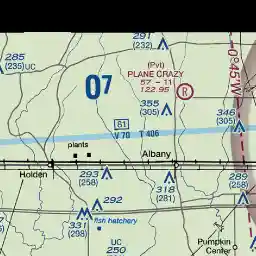 291
(232)
285
(235)UC
(Pvt)
PLANE CRAZY
57 - 11
122.95
R
0°45'W
07
355
(305)
346
(305)
61
V 70 T 406
plants
Albany
Holden
293
(258)
318
(281)
289
(258)
292
331
(298)
fish hatchery
UC
250
Pumpkin
Center